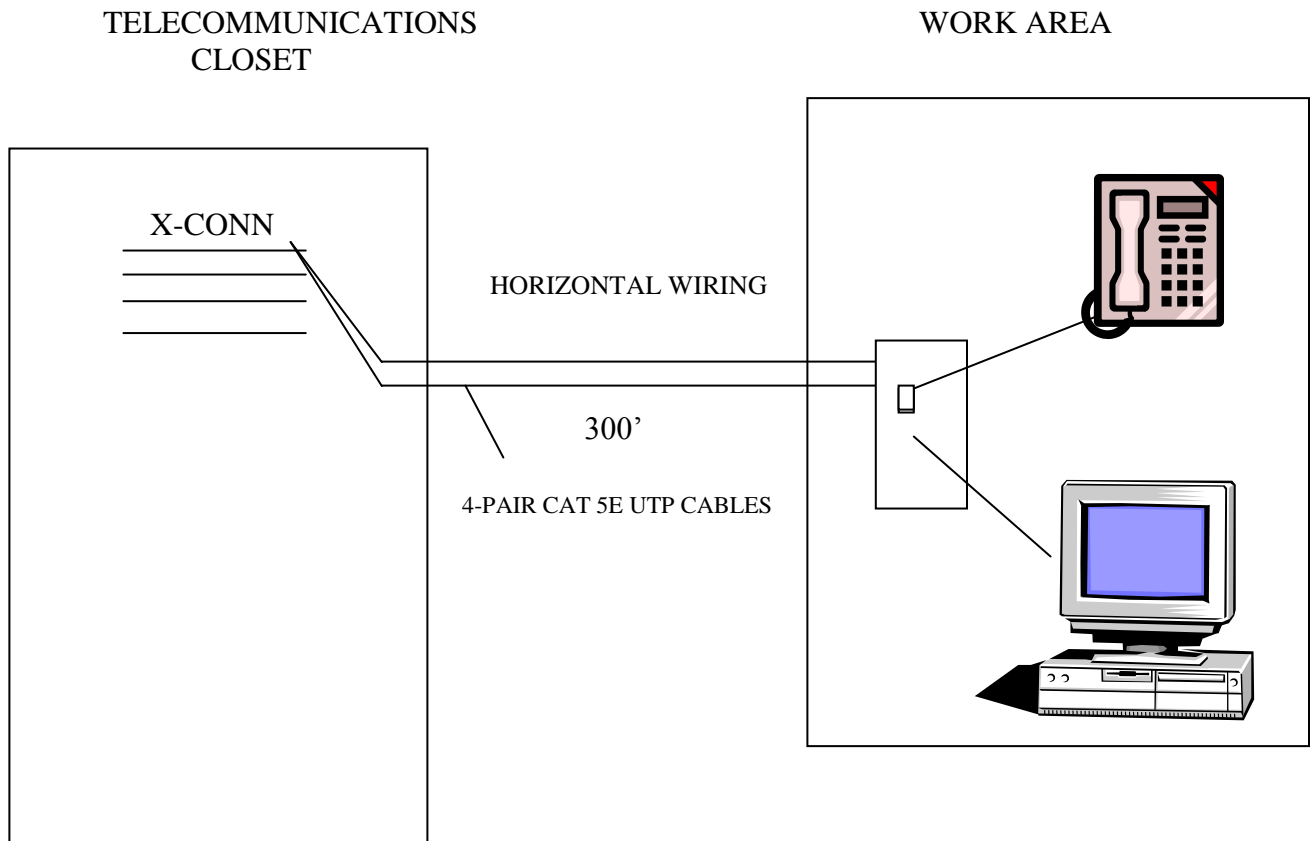 TELECOMMUNICATIONS
CLOSET
WORK AREA
X-CONN
HORIZONTAL WIRING
300’
4-PAIR CAT 5E UTP CABLES